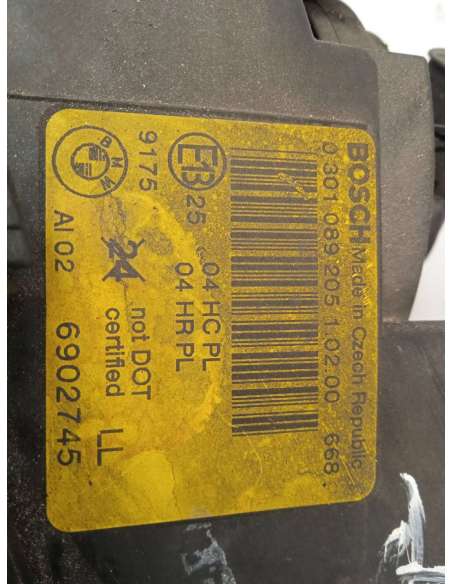 BOSCH Made in Czech Republic
0 301 089 205 1.02.00 668.
E8 25 04 HC PL
04 HR PL
9175 24 not DOT
certified LL
BMW AI 02 6902745